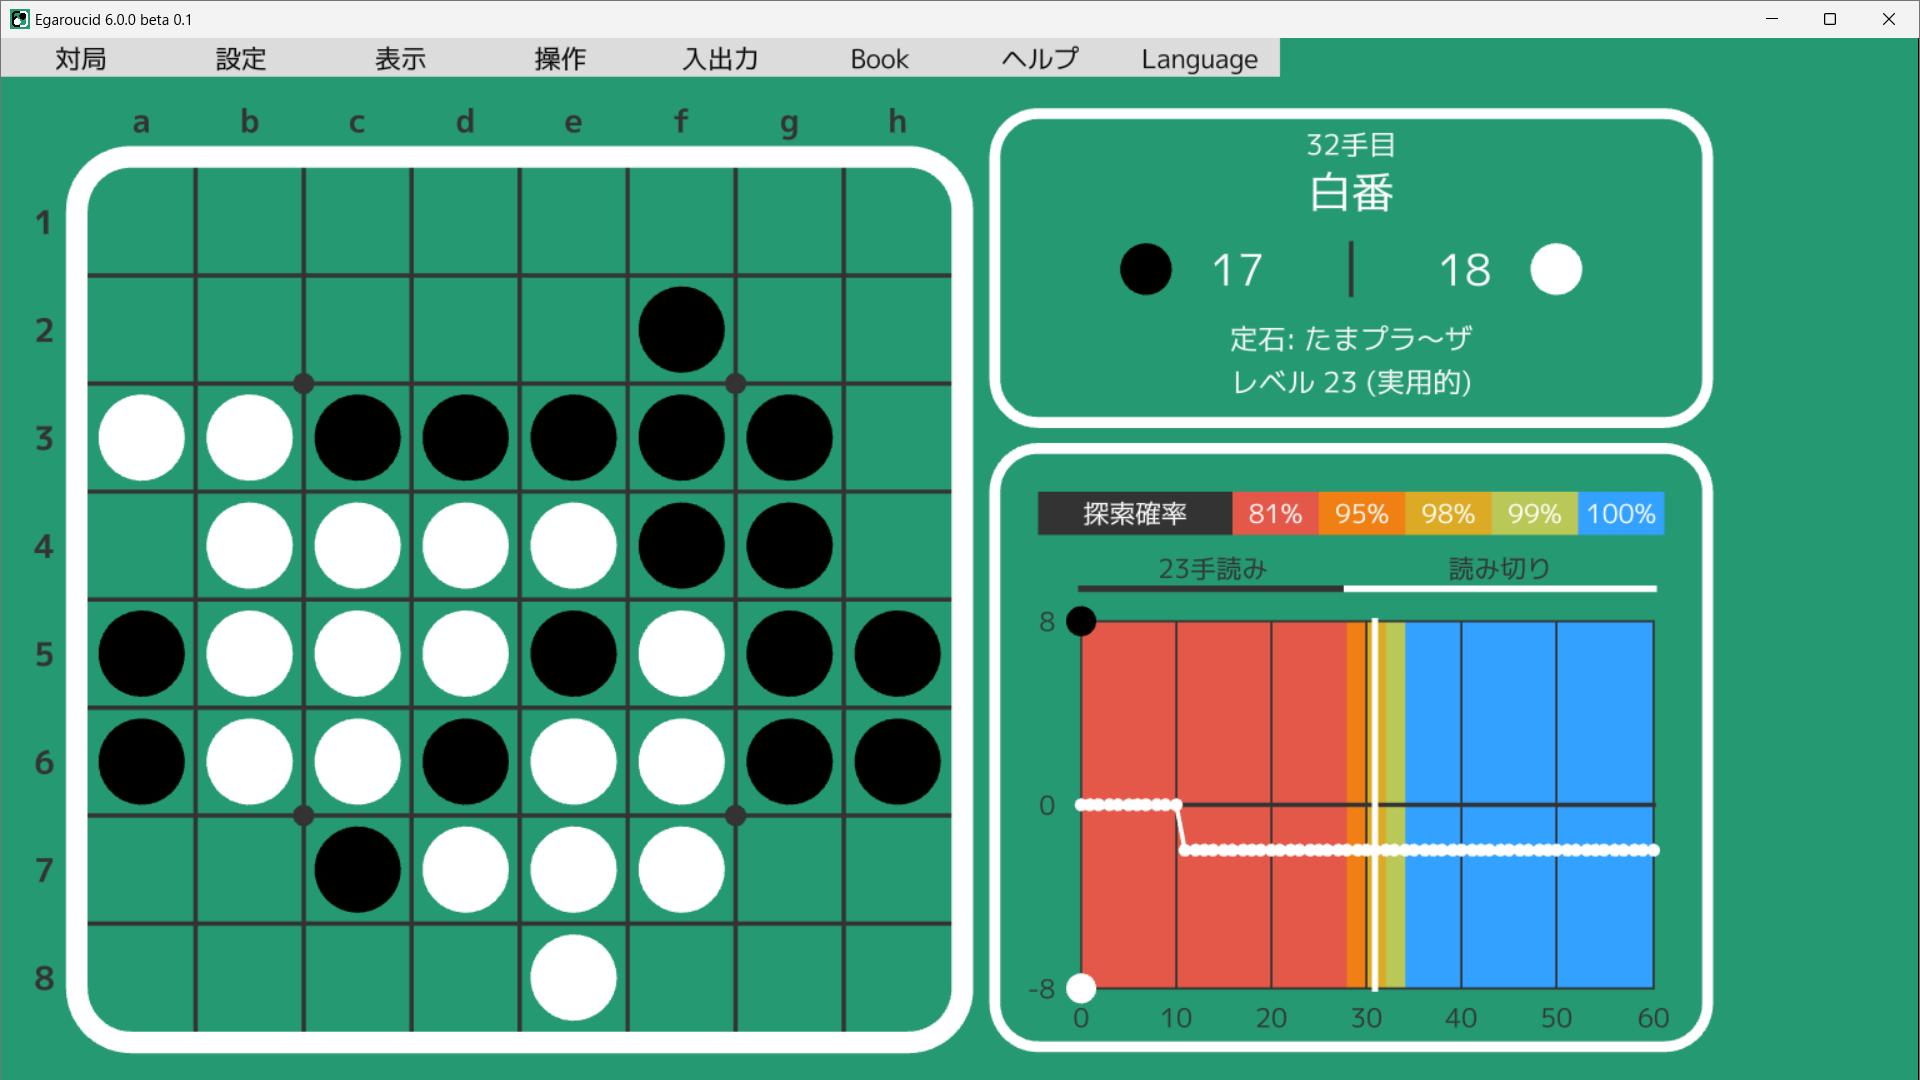 Egaroucid 6.0.0 beta 0.1
対局 設定 表示 操作 入出力 Book ヘルプ Language
a b c d e f g h
1
2
3
4
5
6
7
8
32手目
白番
17 18
定石: たまプラ～ザ
レベル 23 (実用的)
探索確率 81% 95% 98% 99% 100%
23手読み 読み切り
8
0
-8
0 10 20 30 40 50 60